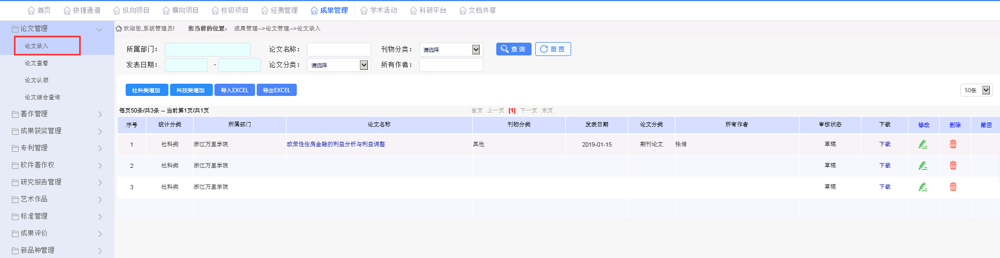 首页 快捷通道 纵向项目 横向项目 校级项目 经费管理 成果管理 学术活动 科研平台 文档共享
论文管理
论文录入
论文查看
论文认领
论文综合查询
著作管理
成果获奖管理
专利管理
软件著作权
研究报告管理
艺术作品
标准管理
成果评价
新品种管理
欢迎您,系统管理员! 您当前的位置: 成果管理-->论文管理-->论文录入
所属部门: 论文名称: 刊物分类: 请选择 查询 重置
发表日期: - 论文分类: 请选择 所有作者:
社科类增加 科技类增加 导入EXCEL 导出EXCEL 50条
每页50条/共3条 -- 当前第1页/共1页 首页 上一页 [1] 下一页 末页
序号 统计分类 所属部门 论文名称 刊物分类 发表日期 论文分类 所有作者 审核状态 下载 修改 删除 撤回
1 社科类 浙江万里学院 政策性住房金融的利益分析与利益调整 其他 2019-01-15 期刊论文 张倩 草稿 下载
2 社科类 浙江万里学院 草稿 下载
3 社科类 浙江万里学院 草稿 下载